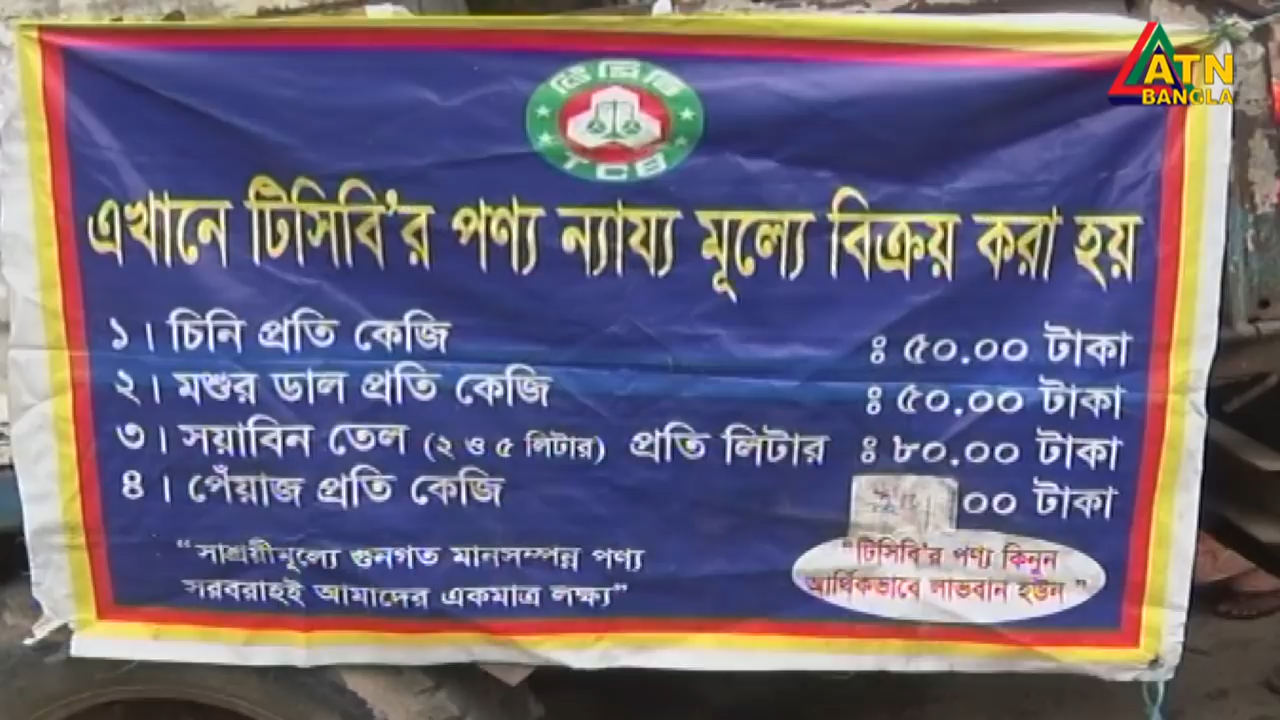 ATN
BANGLA
টিসিবি
TCB
এখানে টিসিবি'র পণ্য ন্যায্য মূল্যে বিক্রয় করা হয়
১। চিনি প্রতি কেজি : ৫০.০০ টাকা
২। মশুর ডাল প্রতি কেজি : ৫০.০০ টাকা
৩। সয়াবিন তেল (২ ও ৫ লিটার) প্রতি লিটার : ৮০.০০ টাকা
৪। পেঁয়াজ প্রতি কেজি ০০ টাকা
“সাশ্রয়ীমূল্যে গুনগত মানসম্পন্ন পণ্য
সরবরাহই আমাদের একমাত্র লক্ষ্য”
“টিসিবি'র পণ্য কিনুন
আর্থিকভাবে লাভবান হউন ”